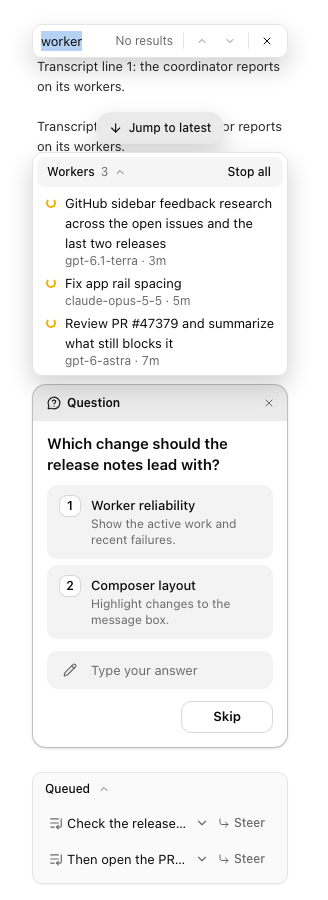 worker
No results
Transcript line 1: the coordinator reports
on its workers.
Transcript
Jump to latest
or reports
on its workers.
Workers 3
Stop all
GitHub sidebar feedback research
across the open issues and the
last two releases
gpt-6.1-terra · 3m
Fix app rail spacing
claude-opus-5-5 · 5m
Review PR #47379 and summarize
what still blocks it
gpt-6-astra · 7m
Question
Which change should the
release notes lead with?
1 Worker reliability
Show the active work and
recent failures.
2 Composer layout
Highlight changes to the
message box.
Type your answer
Skip
Queued
Check the release... Steer
Then open the PR... Steer